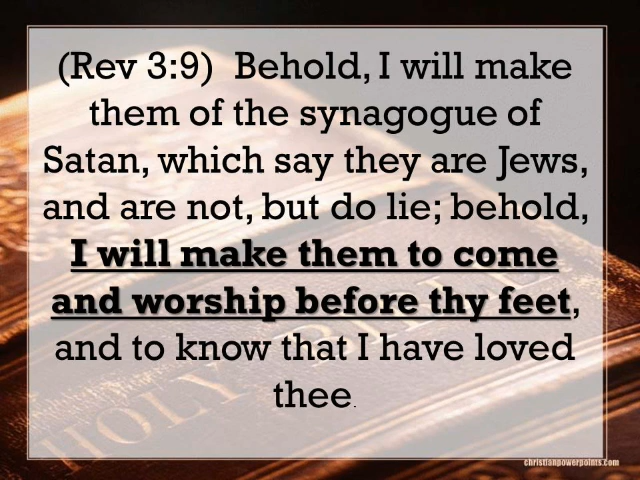 (Rev 3:9)  Behold, I will make
them of the synagogue of
Satan, which say they are Jews,
and are not, but do lie; behold,
I will make them to come
and worship before thy feet,
and to know that I have loved
thee.
HOLY BIBLE
christianpowerpoints.com